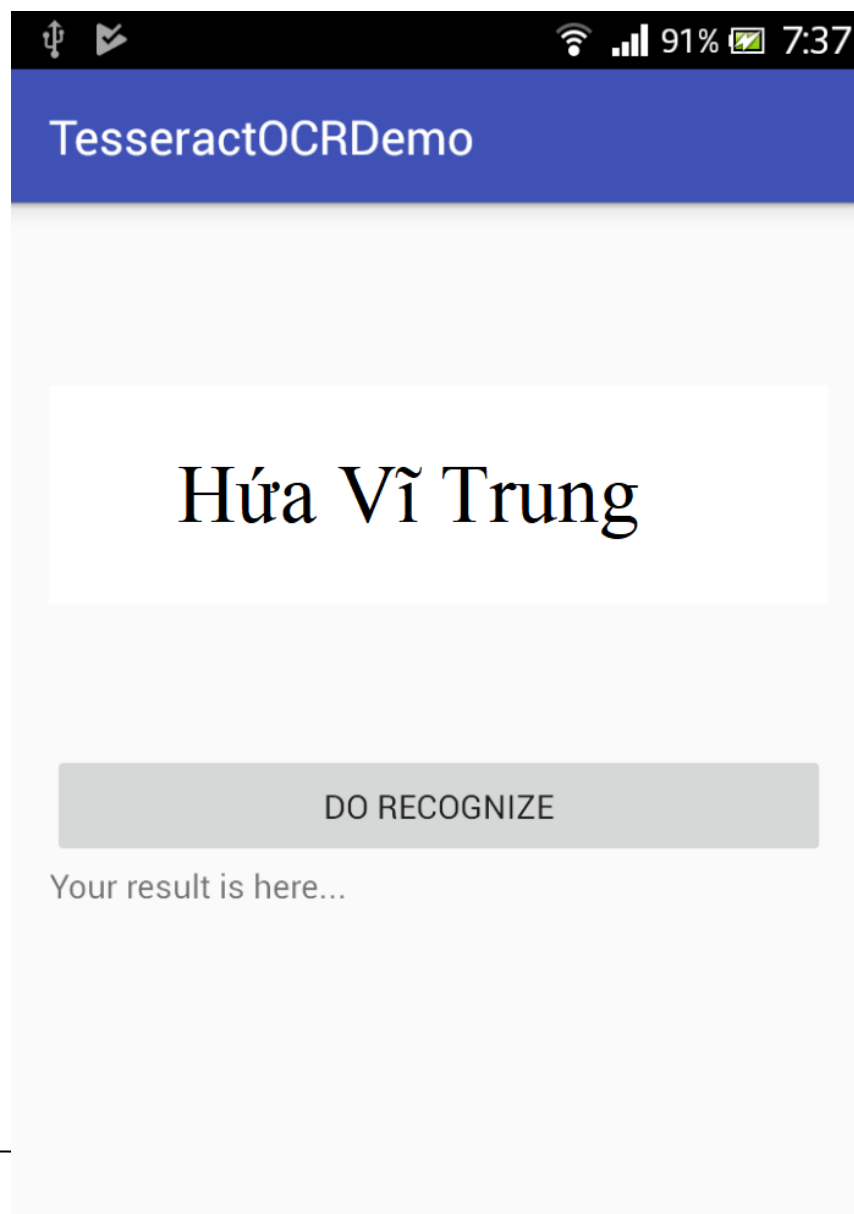 91% 7:37
TesseractOCRDemo
Hứa Vĩ Trung
DO RECOGNIZE
Your result is here...